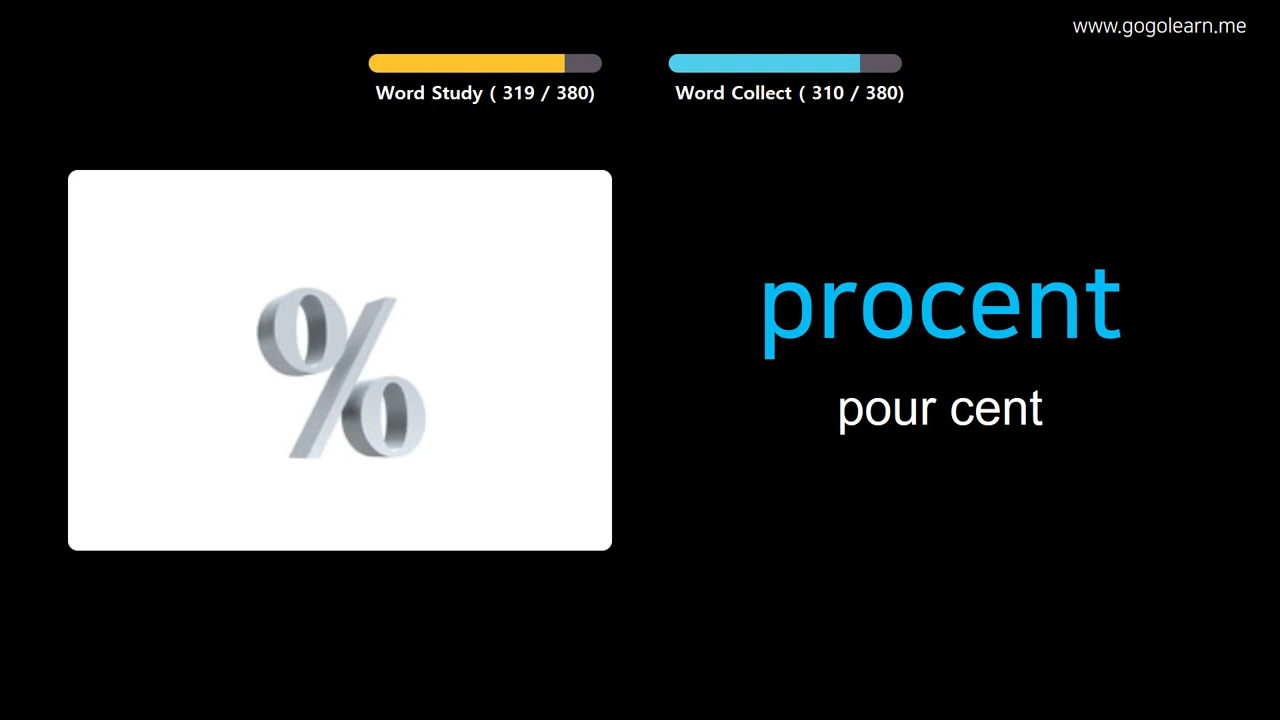 www.gogolearn.me
Word Study ( 319 / 380)
Word Collect ( 310 / 380)
%
procent
pour cent